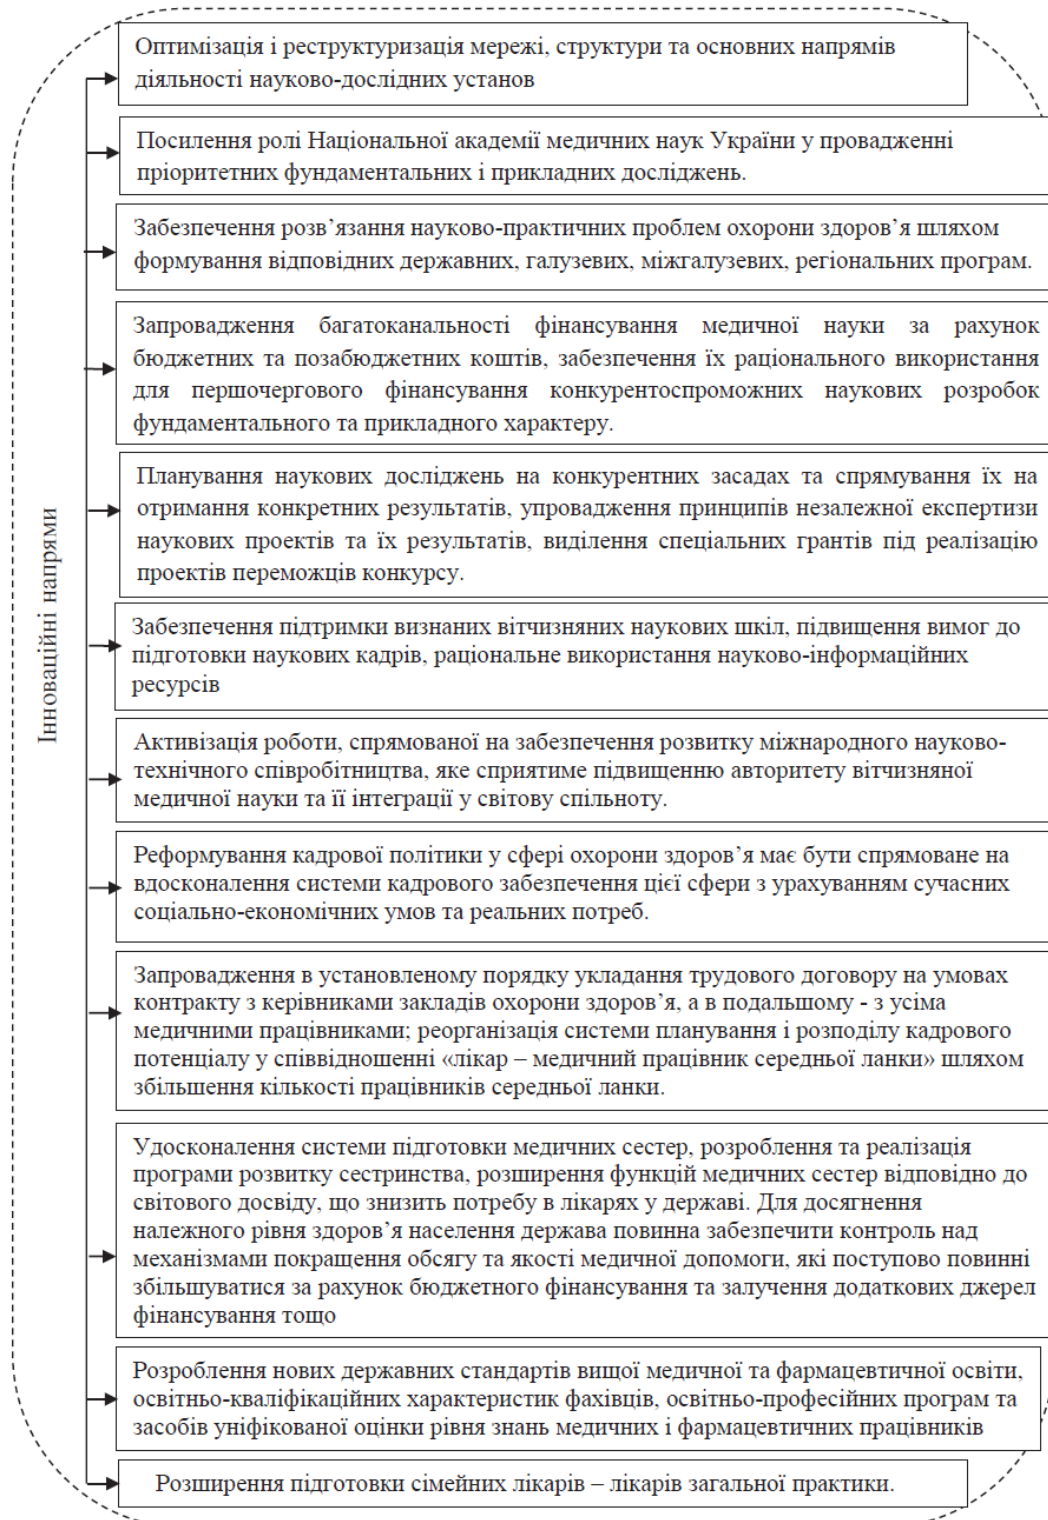 Інноваційні напрями
Оптимізація і реструктуризація мережі, структури та основних напрямів
діяльності науково-дослідних установ
Посилення ролі Національної академії медичних наук України у провадженні
пріоритетних фундаментальних і прикладних досліджень.
Забезпечення розв’язання науково-практичних проблем охорони здоров’я шляхом
формування відповідних державних, галузевих, міжгалузевих, регіональних програм.
Запровадження багатоканальності фінансування медичної науки за рахунок
бюджетних та позабюджетних коштів, забезпечення їх раціонального використання
для першочергового фінансування конкурентоспроможних наукових розробок
фундаментального та прикладного характеру.
Планування наукових досліджень на конкурентних засадах та спрямування їх на
отримання конкретних результатів, упровадження принципів незалежної експертизи
наукових проектів та їх результатів, виділення спеціальних грантів під реалізацію
проектів переможців конкурсу.
Забезпечення підтримки визнаних вітчизняних наукових шкіл, підвищення вимог до
підготовки наукових кадрів, раціональне використання науково-інформаційних
ресурсів
Активізація роботи, спрямованої на забезпечення розвитку міжнародного науково-
технічного співробітництва, яке сприятиме підвищенню авторитету вітчизняної
медичної науки та її інтеграції у світову спільноту.
Реформування кадрової політики у сфері охорони здоров’я має бути спрямоване на
вдосконалення системи кадрового забезпечення цієї сфери з урахуванням сучасних
соціально-економічних умов та реальних потреб.
Запровадження в установленому порядку укладання трудового договору на умовах
контракту з керівниками закладів охорони здоров’я, а в подальшому - з усіма
медичними працівниками; реорганізація системи планування і розподілу кадрового
потенціалу у співвідношенні «лікар – медичний працівник середньої ланки» шляхом
збільшення кількості працівників середньої ланки.
Удосконалення системи підготовки медичних сестер, розроблення та реалізація
програми розвитку сестринства, розширення функцій медичних сестер відповідно до
світового досвіду, що знизить потребу в лікарях у державі. Для досягнення
належного рівня здоров’я населення держава повинна забезпечити контроль над
механізмами покращення обсягу та якості медичної допомоги, які поступово повинні
збільшуватися за рахунок бюджетного фінансування та залучення додаткових джерел
фінансування тощо
Розроблення нових державних стандартів вищої медичної та фармацевтичної освіти,
освітньо-кваліфікаційних характеристик фахівців, освітньо-професійних програм та
засобів уніфікованої оцінки рівня знань медичних і фармацевтичних працівників
Розширення підготовки сімейних лікарів – лікарів загальної практики.